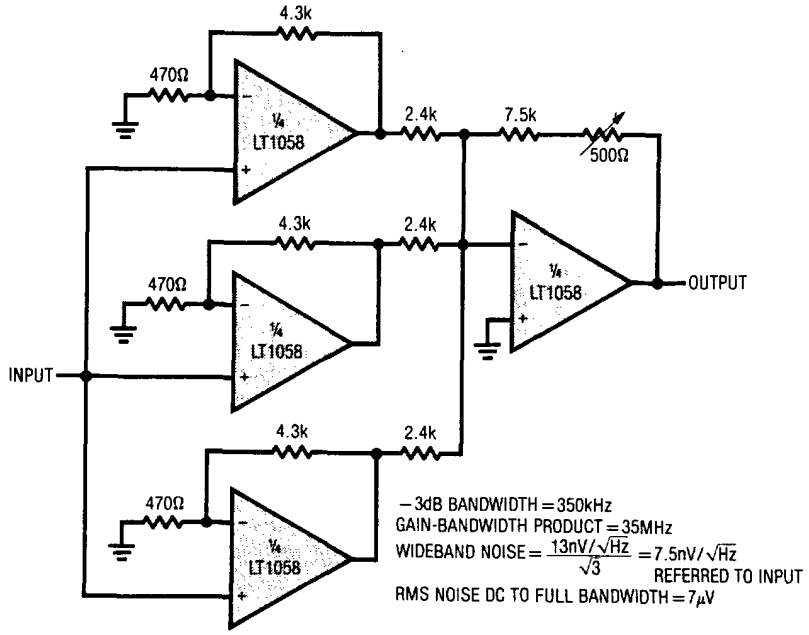 4.3k
470Ω
−
¼
LT1058
+
2.4k
7.5k
500Ω
4.3k
2.4k
470Ω
−
¼
LT1058
+
−
¼
LT1058
+
OUTPUT
INPUT
4.3k
2.4k
470Ω
−
¼
LT1058
+
−3dB BANDWIDTH = 350kHz
GAIN-BANDWIDTH PRODUCT = 35MHz
WIDEBAND NOISE = 13nV/√Hz / √3 = 7.5nV/√Hz
REFERRED TO INPUT
RMS NOISE DC TO FULL BANDWIDTH = 7μV